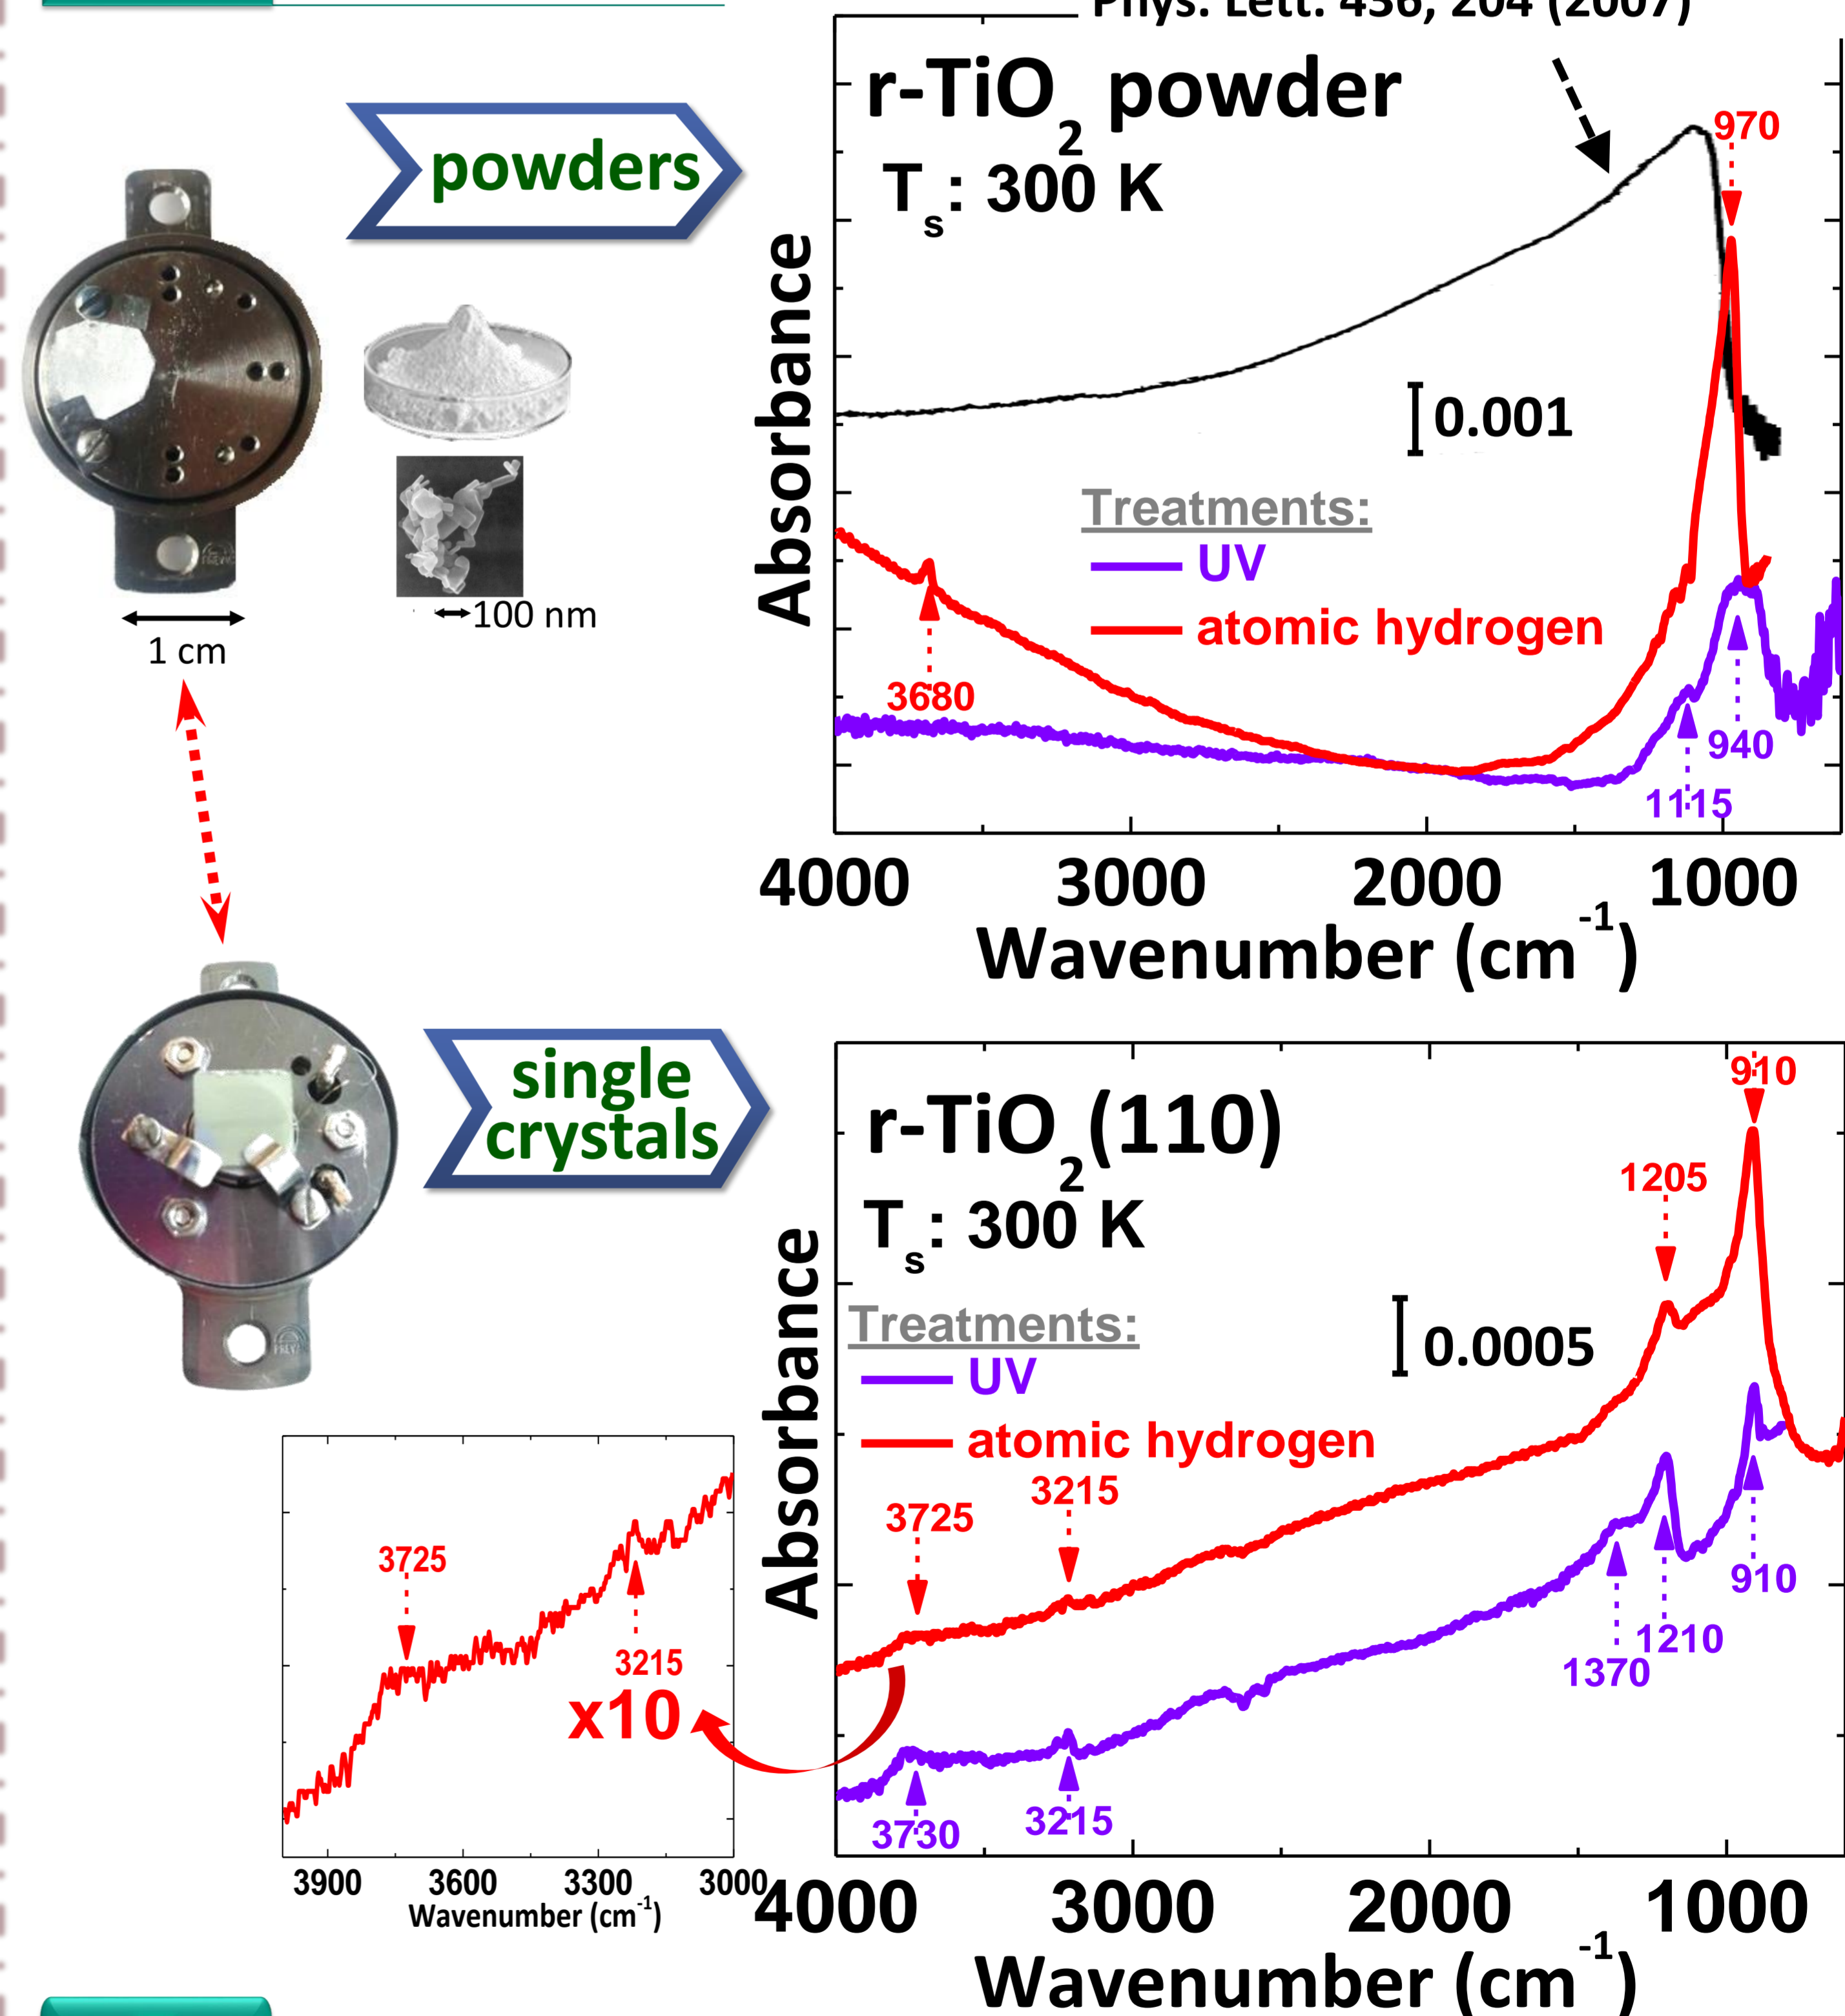 Phys. Lett. 436, 204 (2007)
powders
r-TiO2 powder
Ts: 300 K
970
Absorbance
0.001
Treatments:
UV
atomic hydrogen
3680
940
1115
100 nm
1 cm
4000 3000 2000 1000
Wavenumber (cm-1)
single
crystals
r-TiO2(110)
Ts: 300 K
910
1205
Absorbance
0.0005
Treatments:
UV
atomic hydrogen
3725
3215
910
1210
1370
3730
3215
3725
3215
x10
3900 3600 3300 3000
Wavenumber (cm-1)
4000 3000 2000 1000
Wavenumber (cm-1)